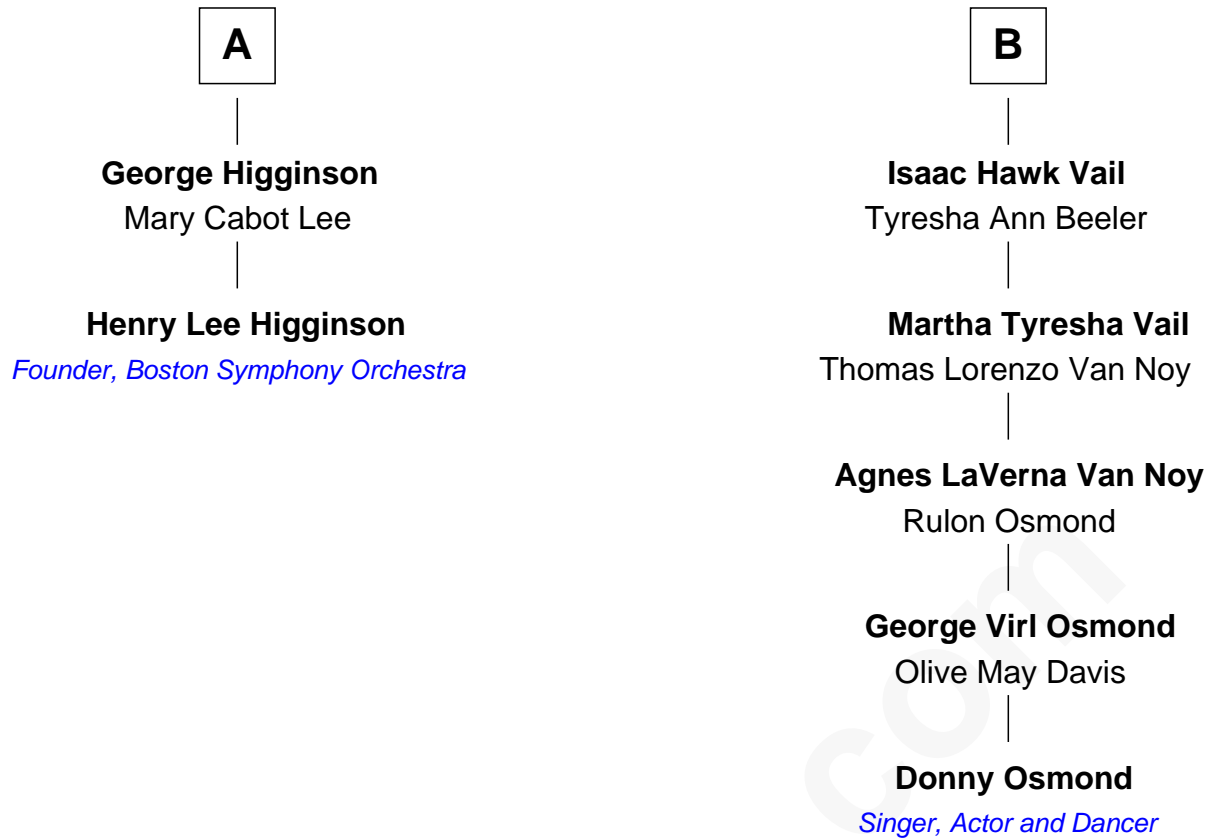 A
George Higginson
Mary Cabot Lee
Henry Lee Higginson
Founder, Boston Symphony Orchestra
B
Isaac Hawk Vail
Tyresha Ann Beeler
Martha Tyresha Vail
Thomas Lorenzo Van Noy
Agnes LaVerna Van Noy
Rulon Osmond
George Virl Osmond
Olive May Davis
Donny Osmond
Singer, Actor and Dancer
com